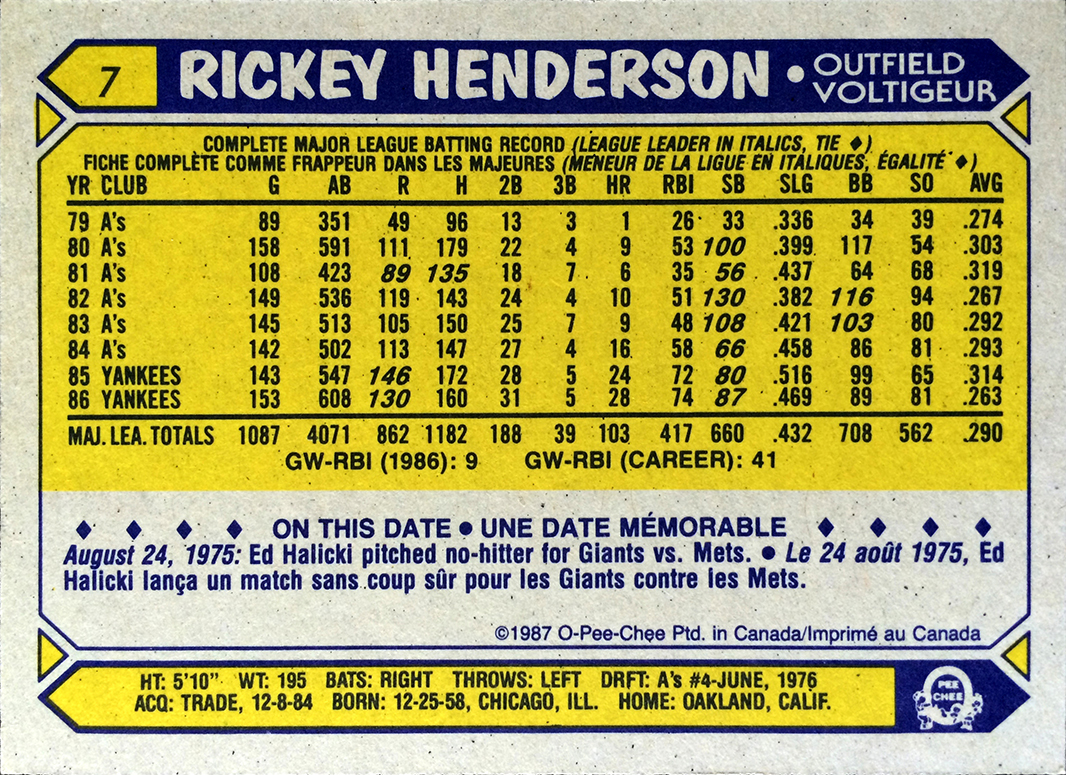 7 RICKEY HENDERSON • OUTFIELD
VOLTIGEUR
COMPLETE MAJOR LEAGUE BATTING RECORD (LEAGUE LEADER IN ITALICS, TIE ♦)
FICHE COMPLÈTE COMME FRAPPEUR DANS LES MAJEURES (MENEUR DE LA LIGUE EN ITALIQUES, ÉGALITÉ ♦)
YR CLUB G AB R H 2B 3B HR RBI SB SLG BB SO AVG
79 A's 89 351 49 96 13 3 1 26 33 .336 34 39 .274
80 A's 158 591 111 179 22 4 9 53 100 .399 117 54 .303
81 A's 108 423 89 135 18 7 6 35 56 .437 64 68 .319
82 A's 149 536 119 143 24 4 10 51 130 .382 116 94 .267
83 A's 145 513 105 150 25 7 9 48 108 .421 103 80 .292
84 A's 142 502 113 147 27 4 16 58 66 .458 86 81 .293
85 YANKEES 143 547 146 172 28 5 24 72 80 .516 99 65 .314
86 YANKEES 153 608 130 160 31 5 28 74 87 .469 89 81 .263
MAJ. LEA. TOTALS 1087 4071 862 1182 188 39 103 417 660 .432 708 562 .290
GW-RBI (1986): 9 GW-RBI (CAREER): 41
♦ ♦ ♦ ♦ ON THIS DATE • UNE DATE MÉMORABLE ♦ ♦ ♦ ♦
August 24, 1975: Ed Halicki pitched no-hitter for Giants vs. Mets. • Le 24 août 1975, Ed
Halicki lança un match sans coup sûr pour les Giants contre les Mets.
©1987 O-Pee-Chee Ptd. in Canada/Imprimé au Canada
HT: 5'10" WT: 195 BATS: RIGHT THROWS: LEFT DRFT: A's #4-JUNE, 1976
ACQ: TRADE, 12-8-84 BORN: 12-25-58, CHICAGO, ILL. HOME: OAKLAND, CALIF.
PEE
CHEE